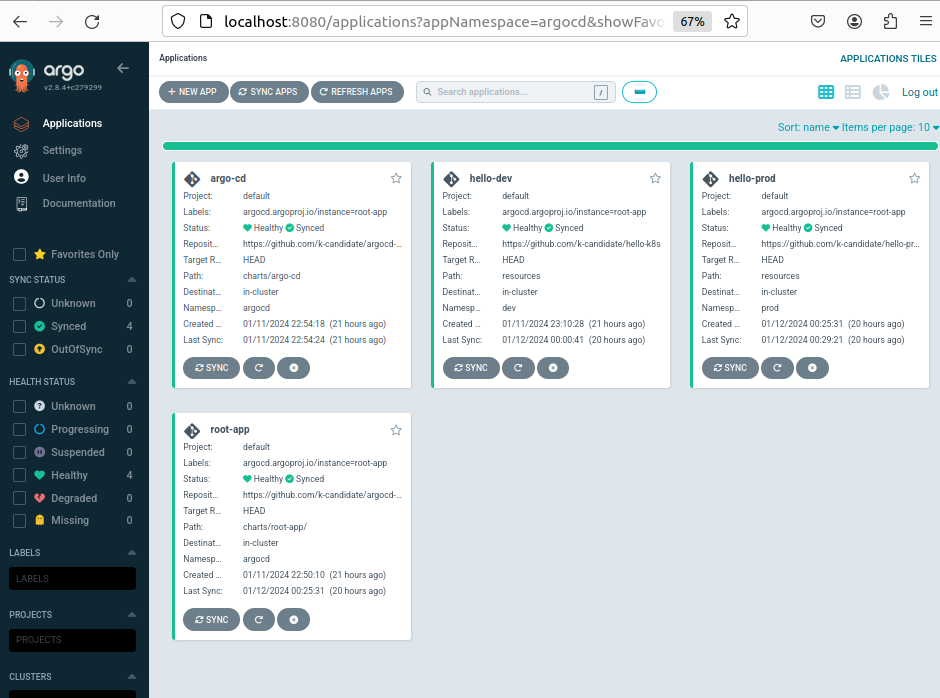 localhost:8080/applications?appNamespace=argocd&showFavo
67%
argo
v2.8.4+c279299
Applications
Settings
User Info
Documentation
Favorites Only
SYNC STATUS
Unknown 0
Synced 4
OutOfSync 0
HEALTH STATUS
Unknown 0
Progressing 0
Suspended 0
Healthy 4
Degraded 0
Missing 0
LABELS
LABELS
PROJECTS
PROJECTS
CLUSTERS
Applications
APPLICATIONS TILES
+ NEW APP SYNC APPS REFRESH APPS Search applications... /
Log out
Sort: name Items per page: 10
argo-cd
Project: default
Labels: argocd.argoproj.io/instance=root-app
Status: Healthy Synced
Reposit... https://github.com/k-candidate/argocd-...
Target R... HEAD
Path: charts/argo-cd
Destinat... in-cluster
Namesp... argocd
Created ... 01/11/2024 22:54:18 (21 hours ago)
Last Sync: 01/11/2024 22:54:24 (21 hours ago)
SYNC
hello-dev
Project: default
Labels: argocd.argoproj.io/instance=root-app
Status: Healthy Synced
Reposit... https://github.com/k-candidate/hello-k8s
Target R... HEAD
Path: resources
Destinat... in-cluster
Namesp... dev
Created ... 01/11/2024 23:10:28 (21 hours ago)
Last Sync: 01/12/2024 00:00:41 (20 hours ago)
SYNC
hello-prod
Project: default
Labels: argocd.argoproj.io/instance=root-app
Status: Healthy Synced
Reposit... https://github.com/k-candidate/hello-pr...
Target R... HEAD
Path: resources
Destinat... in-cluster
Namesp... prod
Created ... 01/12/2024 00:25:31 (20 hours ago)
Last Sync: 01/12/2024 00:29:21 (20 hours ago)
SYNC
root-app
Project: default
Labels: argocd.argoproj.io/instance=root-app
Status: Healthy Synced
Reposit... https://github.com/k-candidate/argocd-...
Target R... HEAD
Path: charts/root-app/
Destinat... in-cluster
Namesp... argocd
Created ... 01/11/2024 22:50:10 (21 hours ago)
Last Sync: 01/12/2024 00:25:31 (20 hours ago)
SYNC